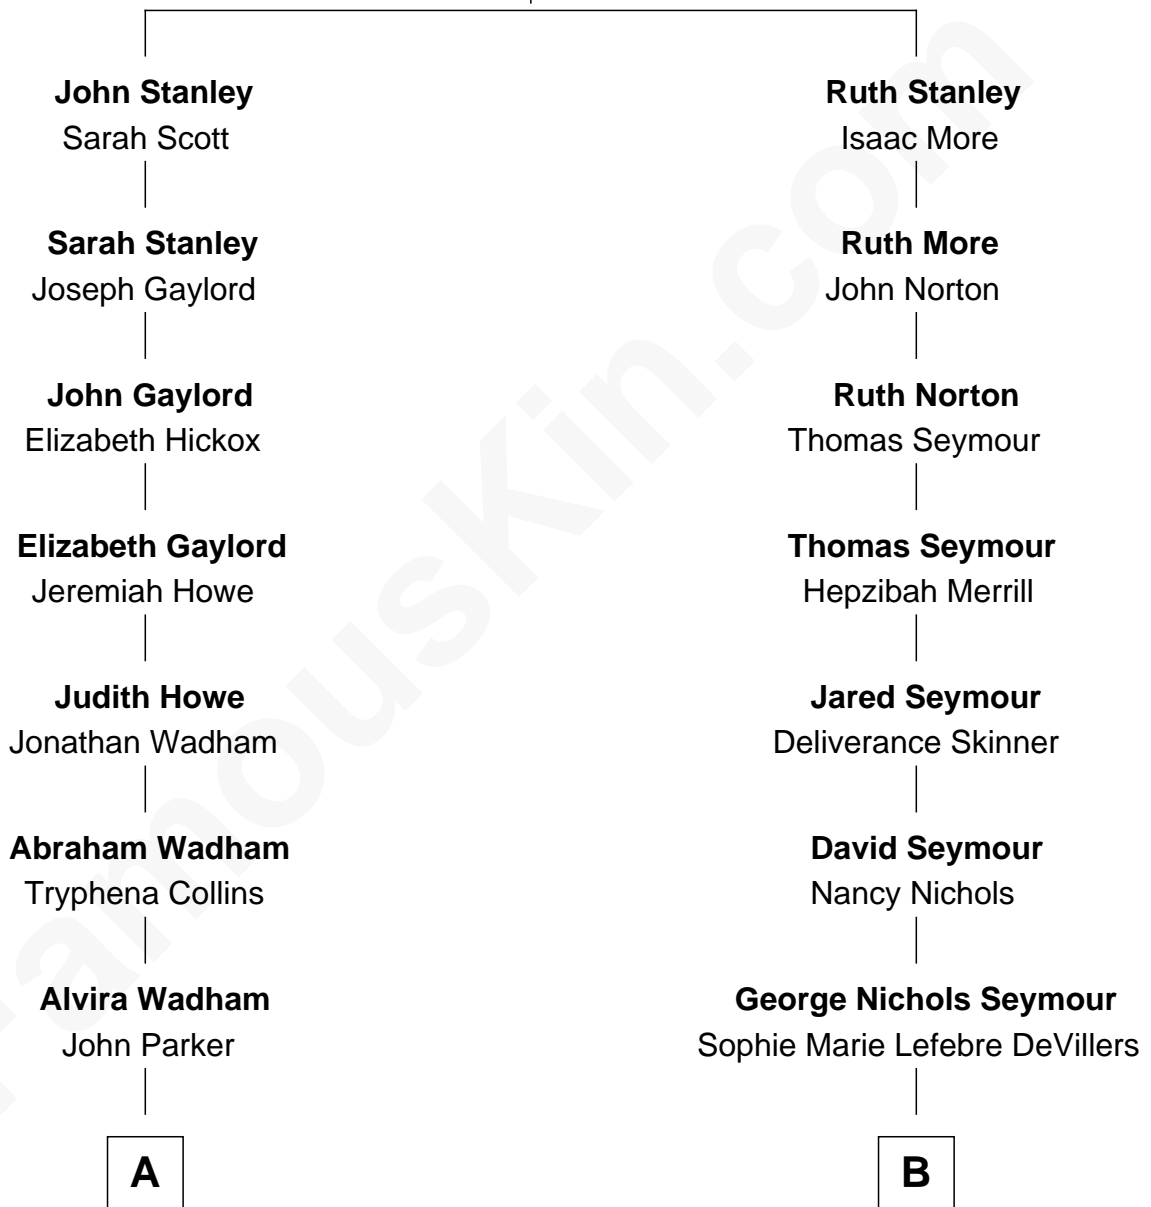 John Stanley
Sarah Scott
Sarah Stanley
Joseph Gaylord
John Gaylord
Elizabeth Hickox
Elizabeth Gaylord
Jeremiah Howe
Judith Howe
Jonathan Wadham
Abraham Wadham
Tryphena Collins
Alvira Wadham
John Parker
A
Ruth Stanley
Isaac More
Ruth More
John Norton
Ruth Norton
Thomas Seymour
Thomas Seymour
Hepzibah Merrill
Jared Seymour
Deliverance Skinner
David Seymour
Nancy Nichols
George Nichols Seymour
Sophie Marie Lefebre DeVillers
B
FamousKin.com